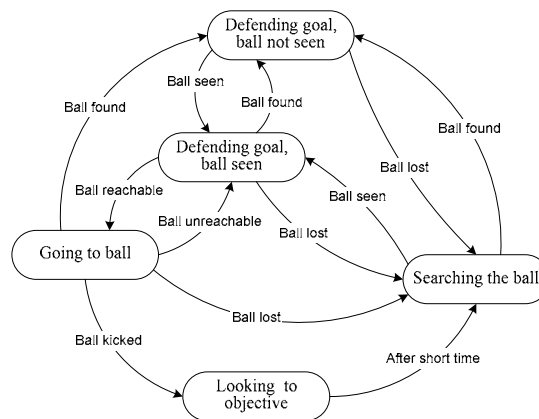 Defending goal,
ball not seen
Ball seen
Ball found
Ball found
Ball found
Defending goal,
ball seen
Ball lost
Ball reachable
Ball seen
Ball unreachable
Ball lost
Going to ball
Searching the ball
Ball lost
Ball kicked
After short time
Looking to
objective